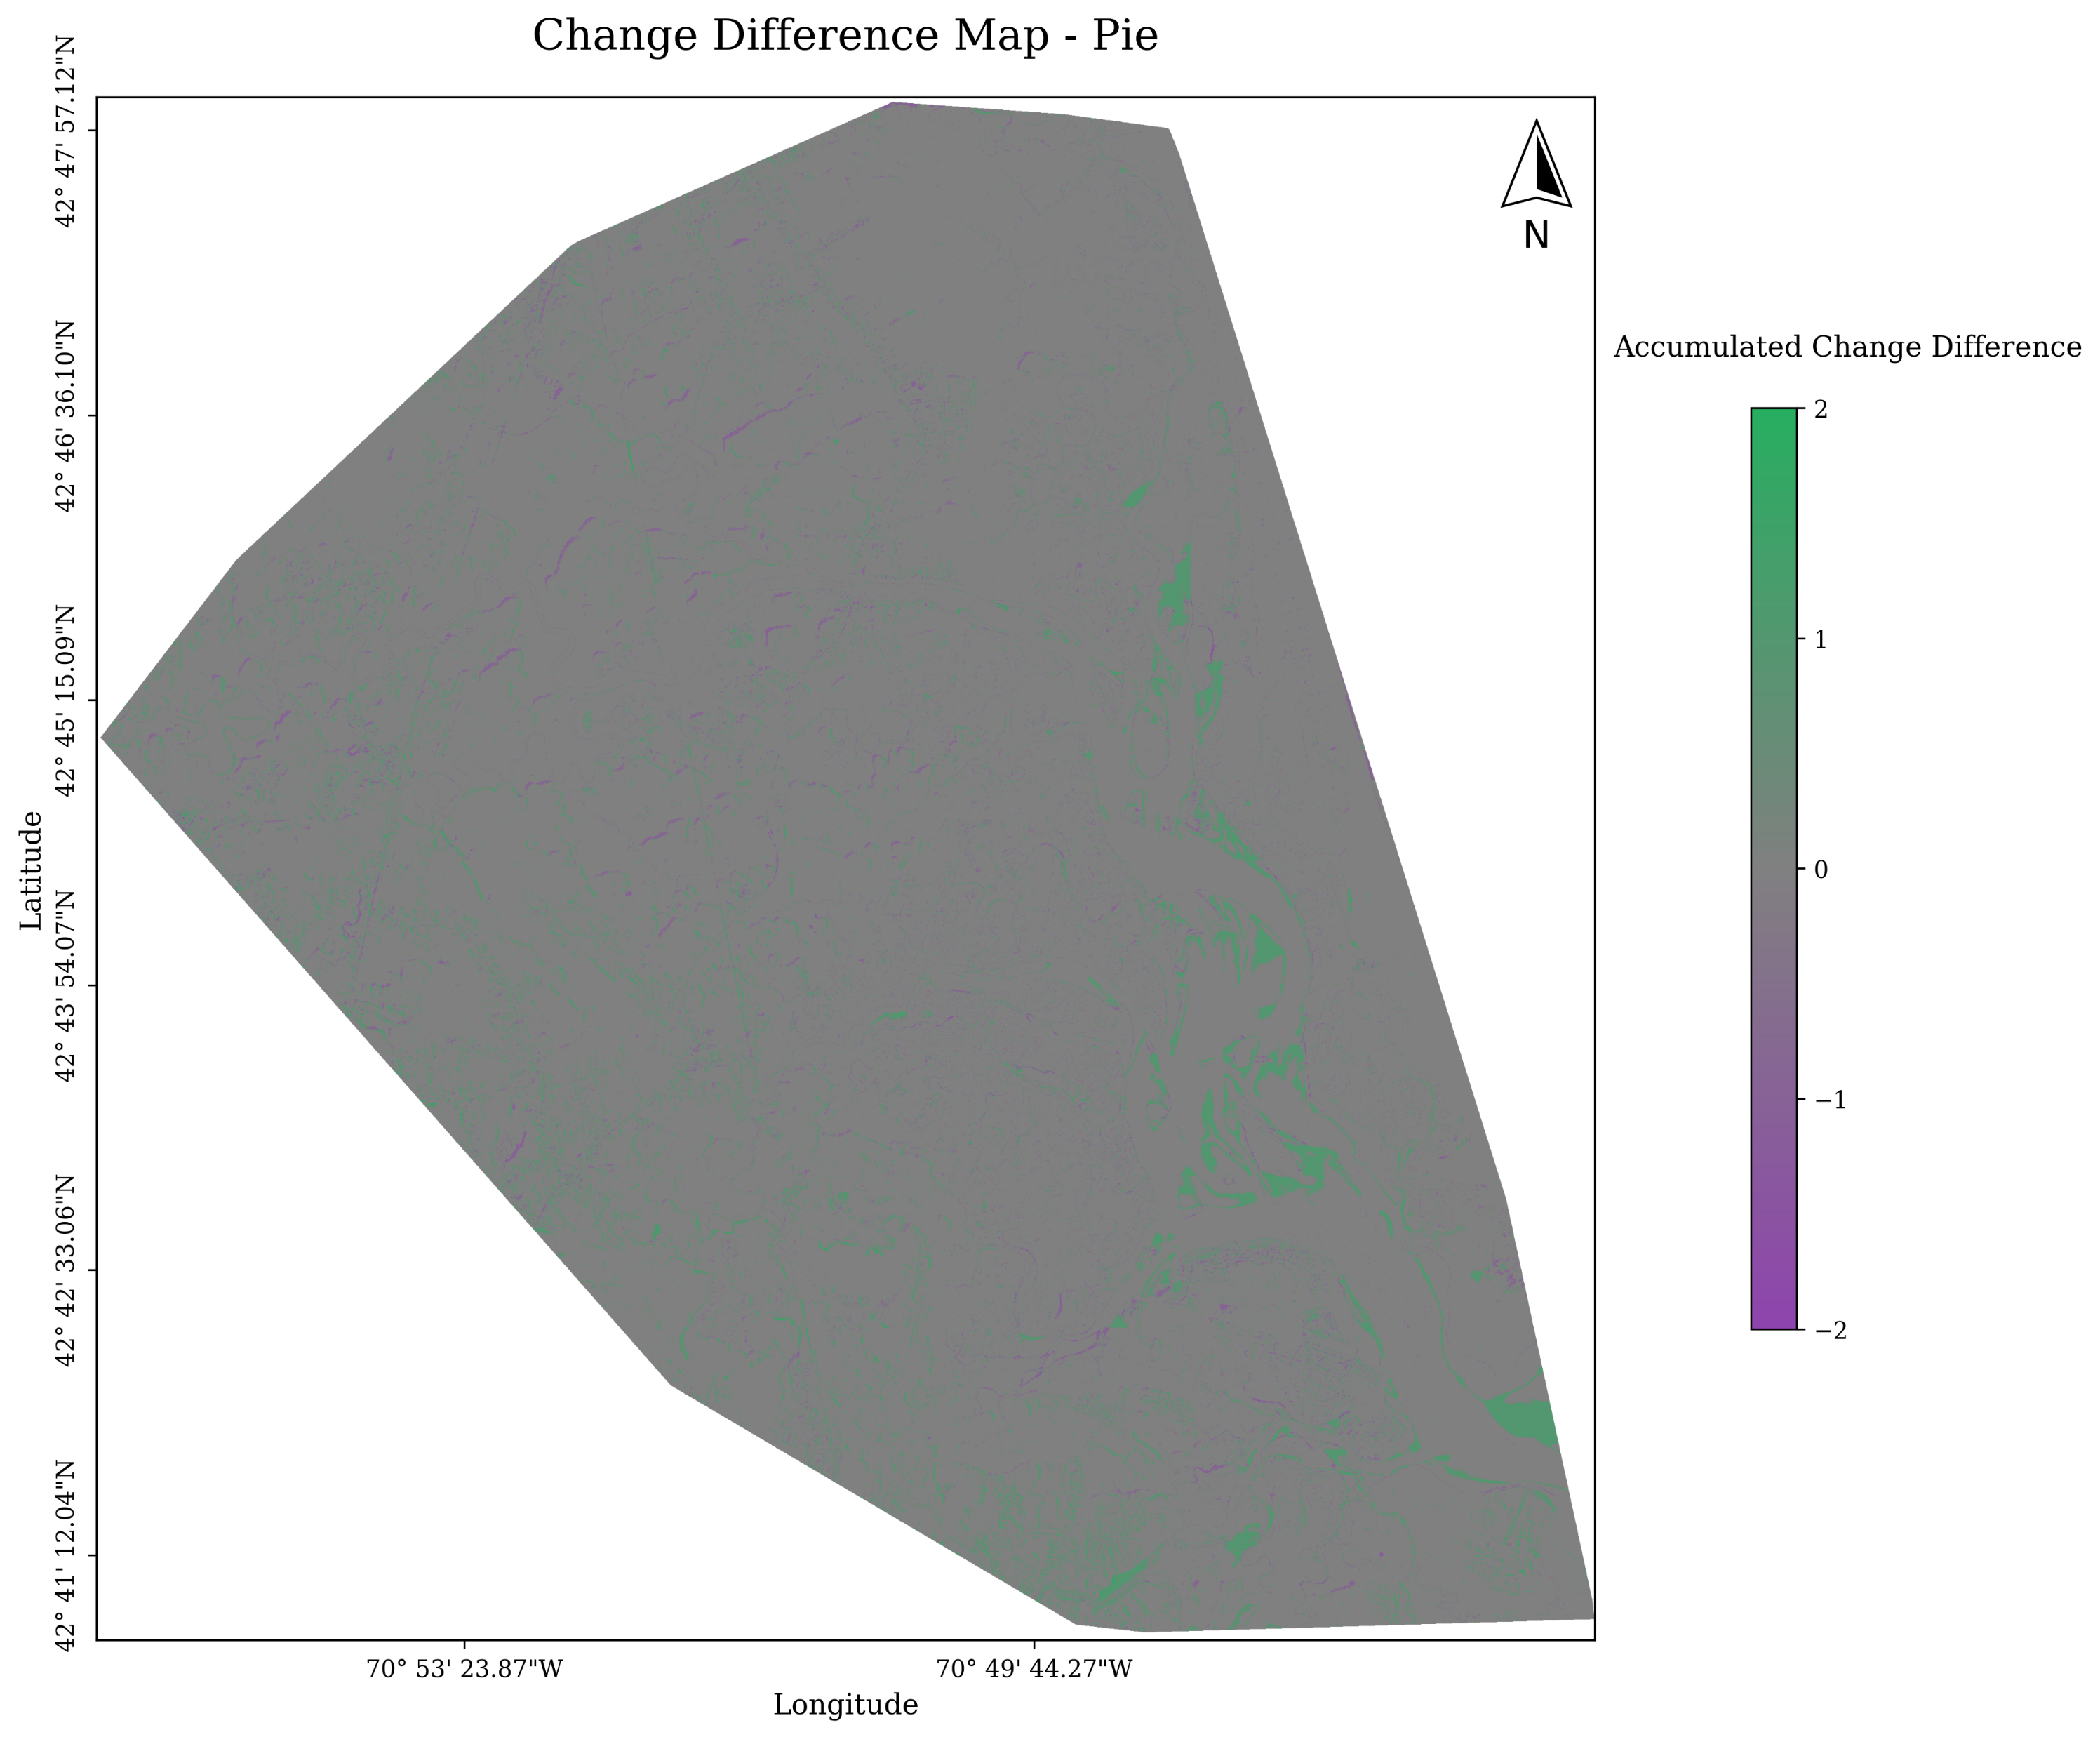 Change Difference Map - Pie
N
42° 47' 57.12"N
42° 46' 36.10"N
42° 45' 15.09"N
42° 43' 54.07"N
42° 42' 33.06"N
42° 41' 12.04"N
Latitude
70° 53' 23.87"W
70° 49' 44.27"W
Longitude
Accumulated Change Difference
2
1
0
−1
−2